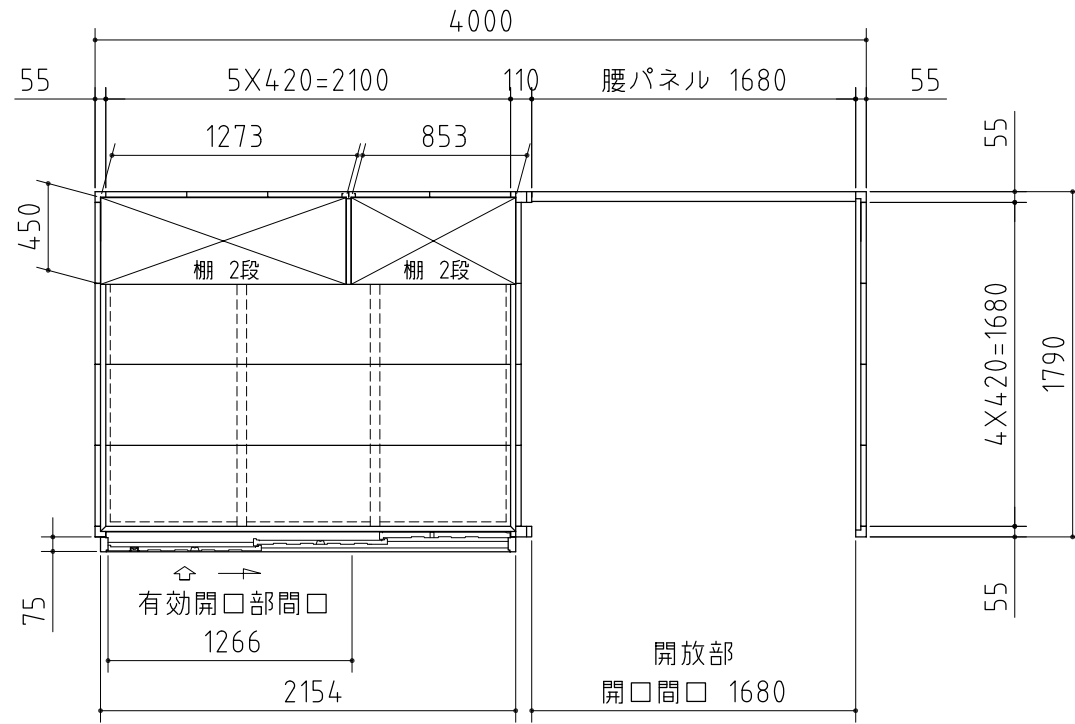 4000
55
5X420=2100
110
腰パネル 1680
55
1273
853
55
450
棚 2段
棚 2段
4X420=1680
1790
75
有効開口部間口
1266
2154
開放部
開口間口 1680
55